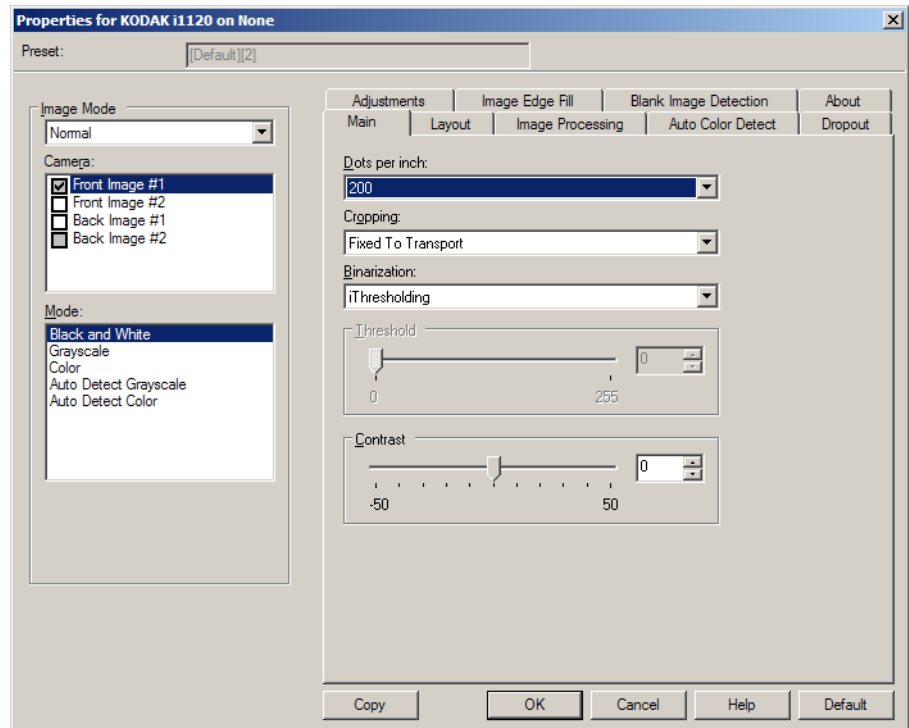 Properties for KODAK i1120 on None
Preset:
[Default][2]
Image Mode
Normal
Camera:
Front Image #1
Front Image #2
Back Image #1
Back Image #2
Mode:
Black and White
Grayscale
Color
Auto Detect Grayscale
Auto Detect Color
Adjustments
Image Edge Fill
Blank Image Detection
About
Main
Layout
Image Processing
Auto Color Detect
Dropout
Dots per inch:
200
Cropping:
Fixed To Transport
Binarization:
iThresholding
Threshold
0
0
255
Contrast
0
-50
50
Copy
OK
Cancel
Help
Default